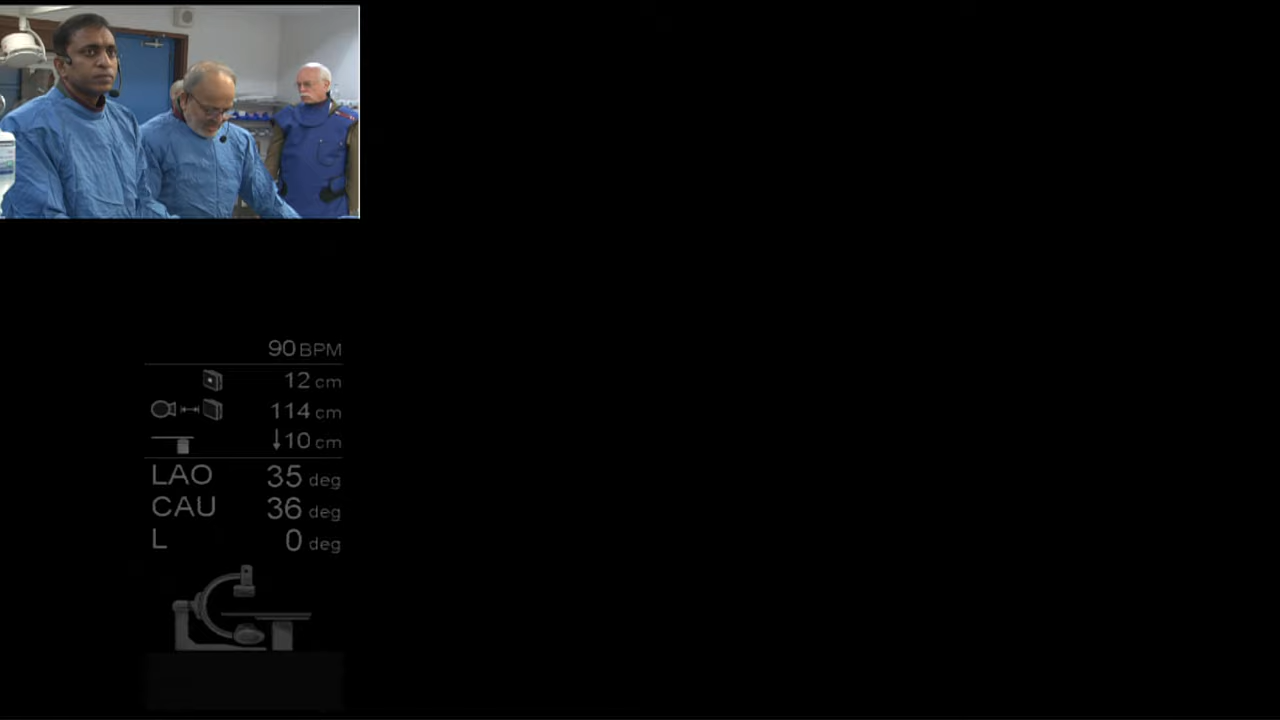 90 BPM
12 cm
114 cm
↓10 cm
LAO 35 deg
CAU 36 deg
L 0 deg